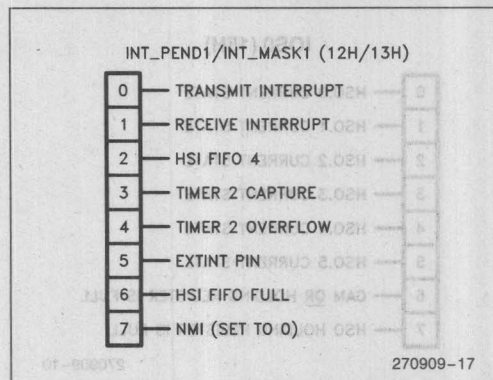 INT_PEND1/INT_MASK1 (12H/13H)
0 TRANSMIT INTERRUPT
1 RECEIVE INTERRUPT
2 HSI FIFO 4
3 TIMER 2 CAPTURE
4 TIMER 2 OVERFLOW
5 EXTINT PIN
6 HSI FIFO FULL
7 NMI (SET TO 0)
270909-17